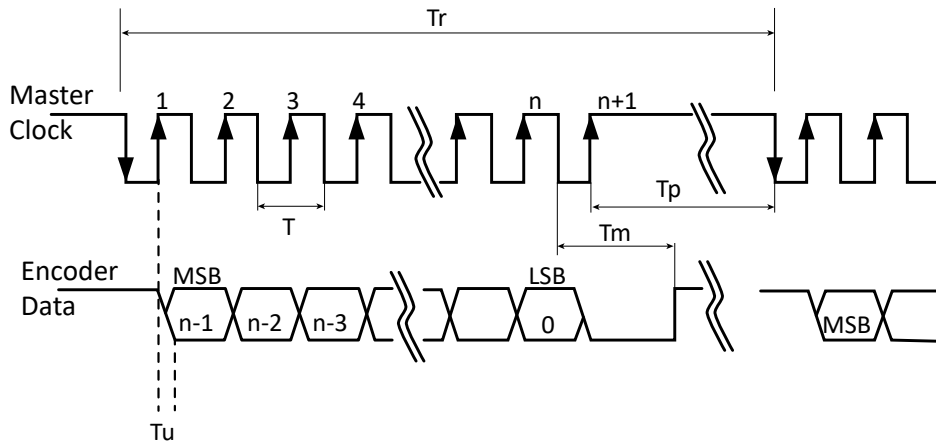 Tr
Master
Clock
1 2 3 4 n n+1
T
Tp
Tm
Encoder
Data
MSB LSB
n-1 n-2 n-3 0 MSB
Tu